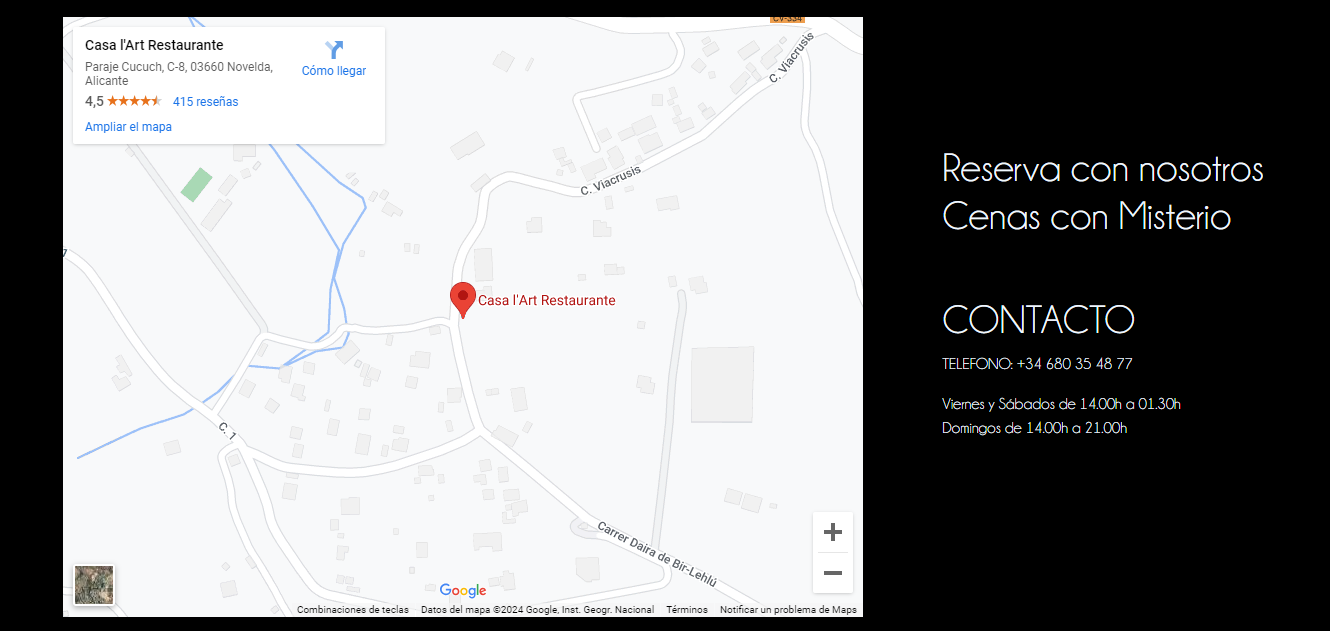 CV-334
Casa l'Art Restaurante
Paraje Cucuch, C-8, 03660 Novelda,
Alicante
4,5
415 reseñas
Cómo llegar
Ampliar el mapa
C. Viacrusis
C. Viacrusis
Casa l'Art Restaurante
C. 1
Carrer Daira de Bir-Lehlú
Google
Combinaciones de teclas
Datos del mapa ©2024 Google, Inst. Geogr. Nacional
Términos
Notificar un problema de Maps
Reserva con nosotros
Cenas con Misterio
CONTACTO
TELEFONO: +34 680 35 48 77
Viernes y Sábados de 14.00h a 01.30h
Domingos de 14.00h a 21.00h